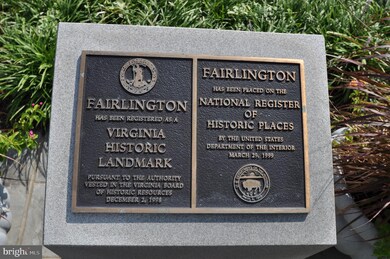 FAIRLINGTON
HAS BEEN REGISTERED AS A
VIRGINIA
HISTORIC
LANDMARK
PURSUANT TO THE AUTHORITY
VESTED IN THE VIRGINIA BOARD
OF HISTORIC RESOURCES
DECEMBER 2, 1998
FAIRLINGTON
HAS BEEN PLACED ON THE
NATIONAL REGISTER
OF
HISTORIC PLACES
BY THE UNITED STATES
DEPARTMENT OF THE INTERIOR
MARCH 29, 1999
bright MLS